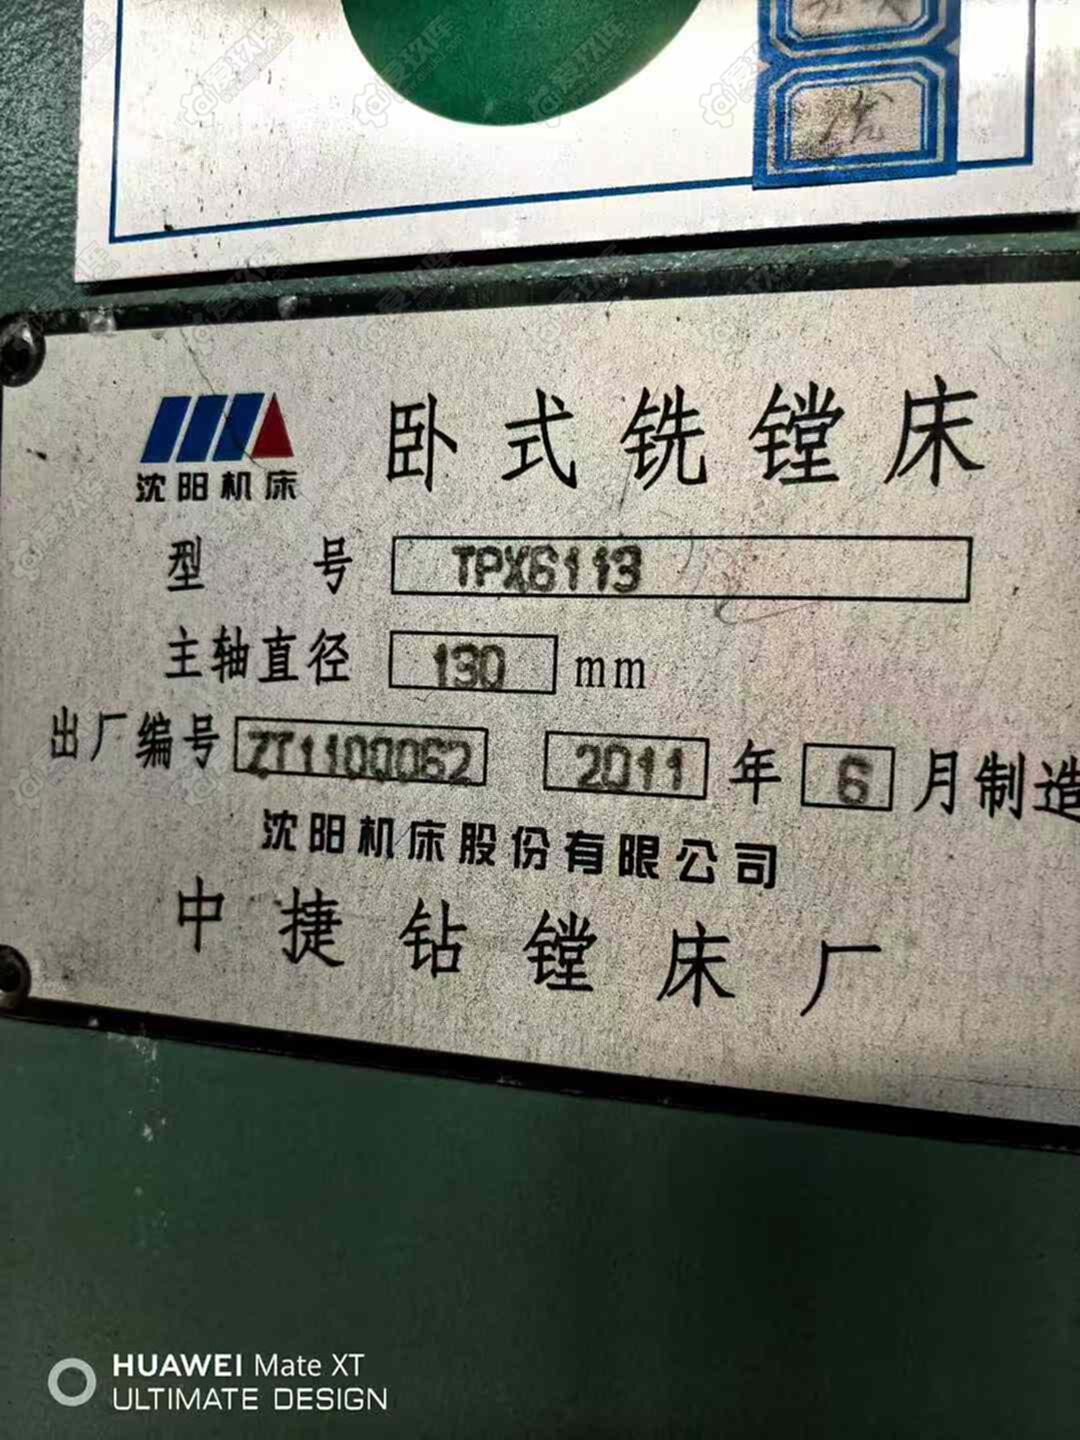 沈阳机床
卧式铣镗床
型 号 TPX6113
主轴直径 130 mm
出厂编号 ZT1100062 2011 年 6 月制造
沈阳机床股份有限公司
中捷钻镗床厂
HUAWEI Mate XT
ULTIMATE DESIGN